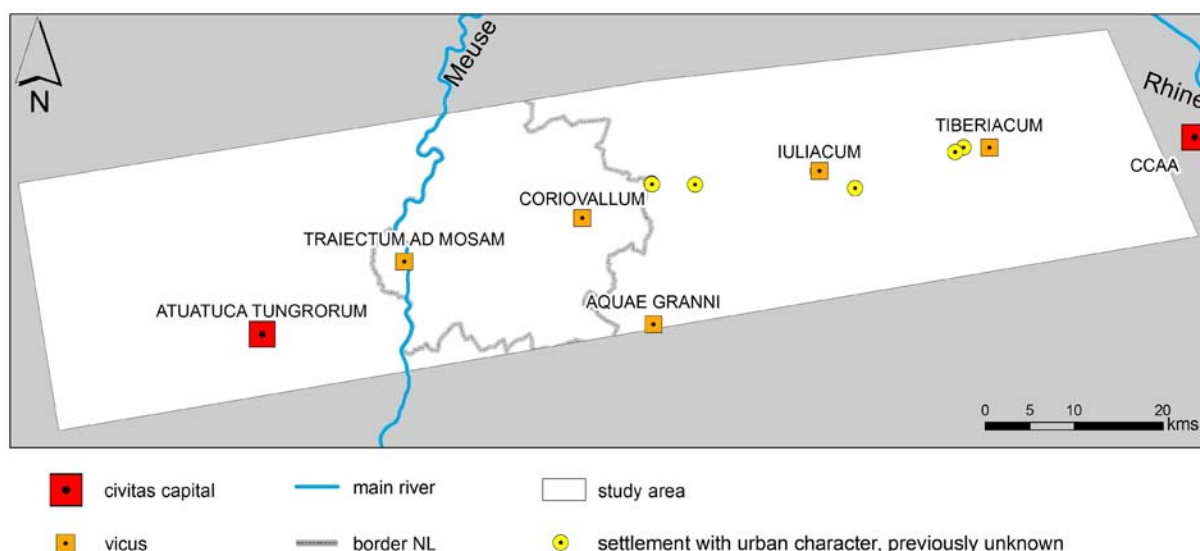 N
Meuse
Rhine
TIBERIACUM
IULIACUM
CCAA
CORIOVALLUM
TRAIECTUM AD MOSAM
ATUATUCA TUNGRORUM
AQUAE GRANNI
0 5 10 20
kms
civitas capital
main river
study area
vicus
border NL
settlement with urban character, previously unknown